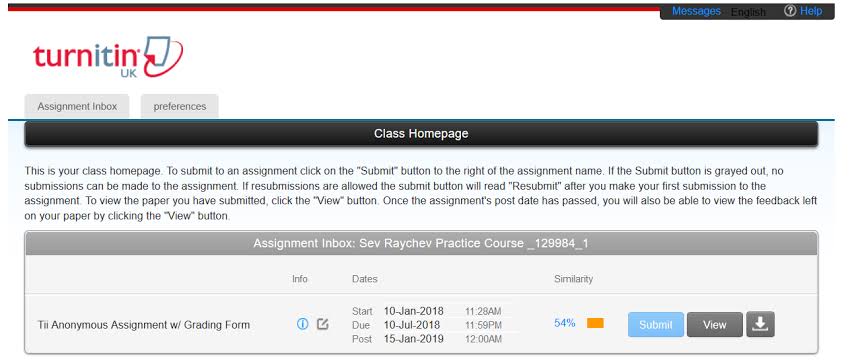 Messages English ? Help
turnitin
UK
Assignment Inbox preferences
Class Homepage
This is your class homepage. To submit to an assignment click on the "Submit" button to the right of the assignment name. If the Submit button is grayed out, no
submissions can be made to the assignment. If resubmissions are allowed the submit button will read "Resubmit" after you make your first submission to the
assignment. To view the paper you have submitted, click the "View" button. Once the assignment's post date has passed, you will also be able to view the feedback left
on your paper by clicking the "View" button.
Assignment Inbox: Sev Raychev Practice Course _129984_1
Info Dates Similarity
Start 10-Jan-2018 11:28AM
Tii Anonymous Assignment w/ Grading Form i Due 10-Jul-2018 11:59PM 54% Submit View
Post 15-Jan-2019 12:00AM